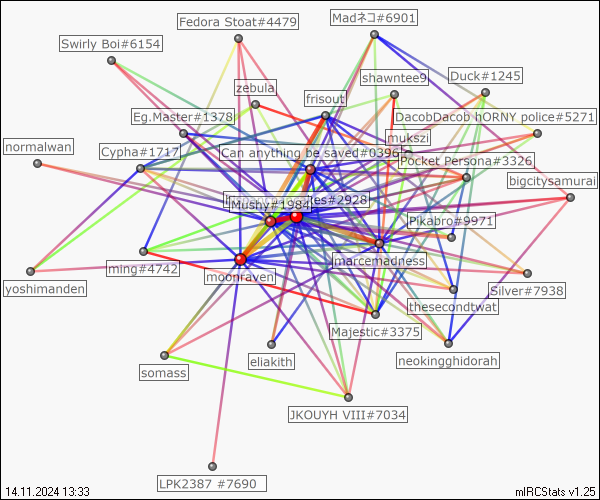 Fedora Stoat#4479
Madネコ#6901
Swirly Boi#6154
shawntee9
Duck#1245
zebula
frisout
Eg.Master#1378
DacobDacob hORNY police#5271
mukszi
normalwan
Cypha#1717
Can anything be saved#0396
Pocket Persona#3326
bigcitysamurai
Mushy#1984
es#2928
Pikabro#9971
marcemadness
ming#4742
moonraven
yoshimanden
Silver#7938
thesecondtwat
Majestic#3375
neokingghidorah
eliakith
somass
JKOUYH VIII#7034
LPK2387 #7690
14.11.2024 13:33
mIRCStats v1.25